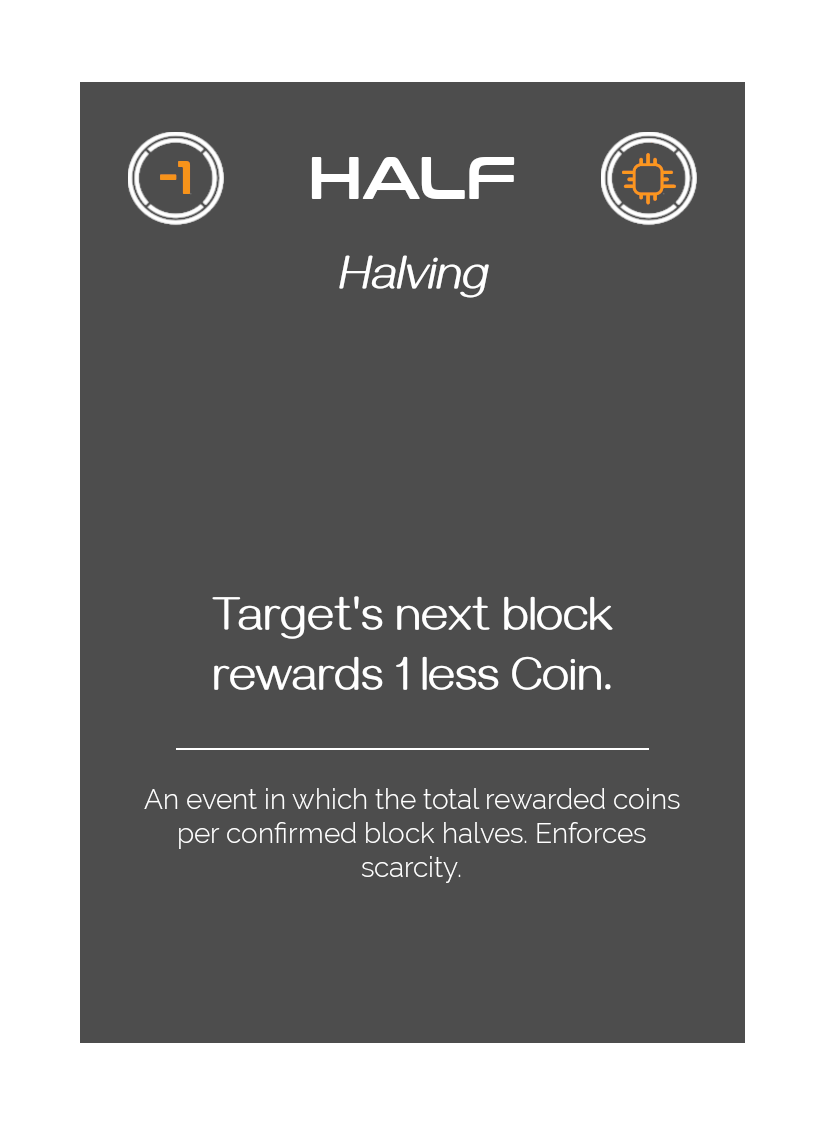 -1
HALF
Halving
Target's next block
rewards 1 less Coin.
An event in which the total rewarded coins
per confirmed block halves. Enforces
scarcity.